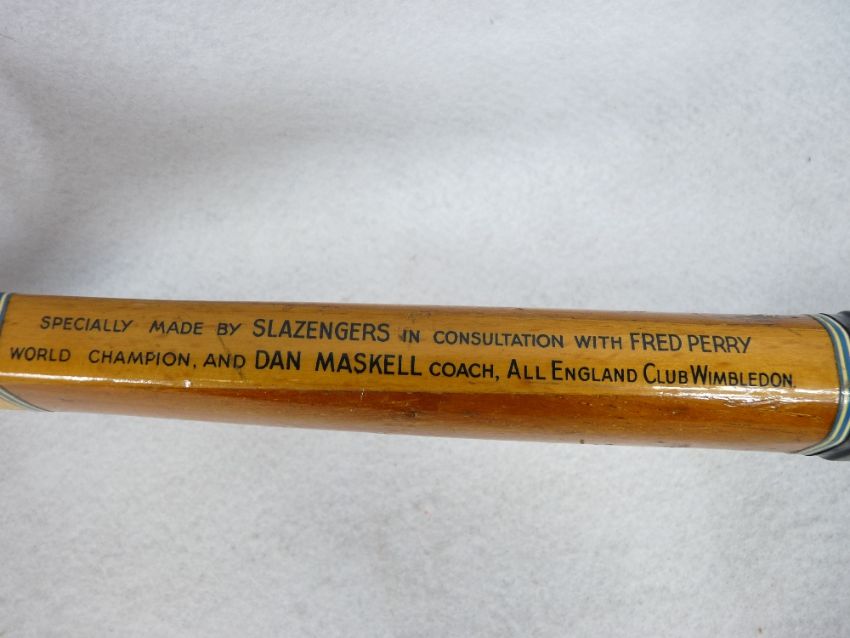 SPECIALLY MADE BY SLAZENGERS IN CONSULTATION WITH FRED PERRY
WORLD CHAMPION, AND DAN MASKELL COACH, ALL ENGLAND CLUB WIMBLEDON.